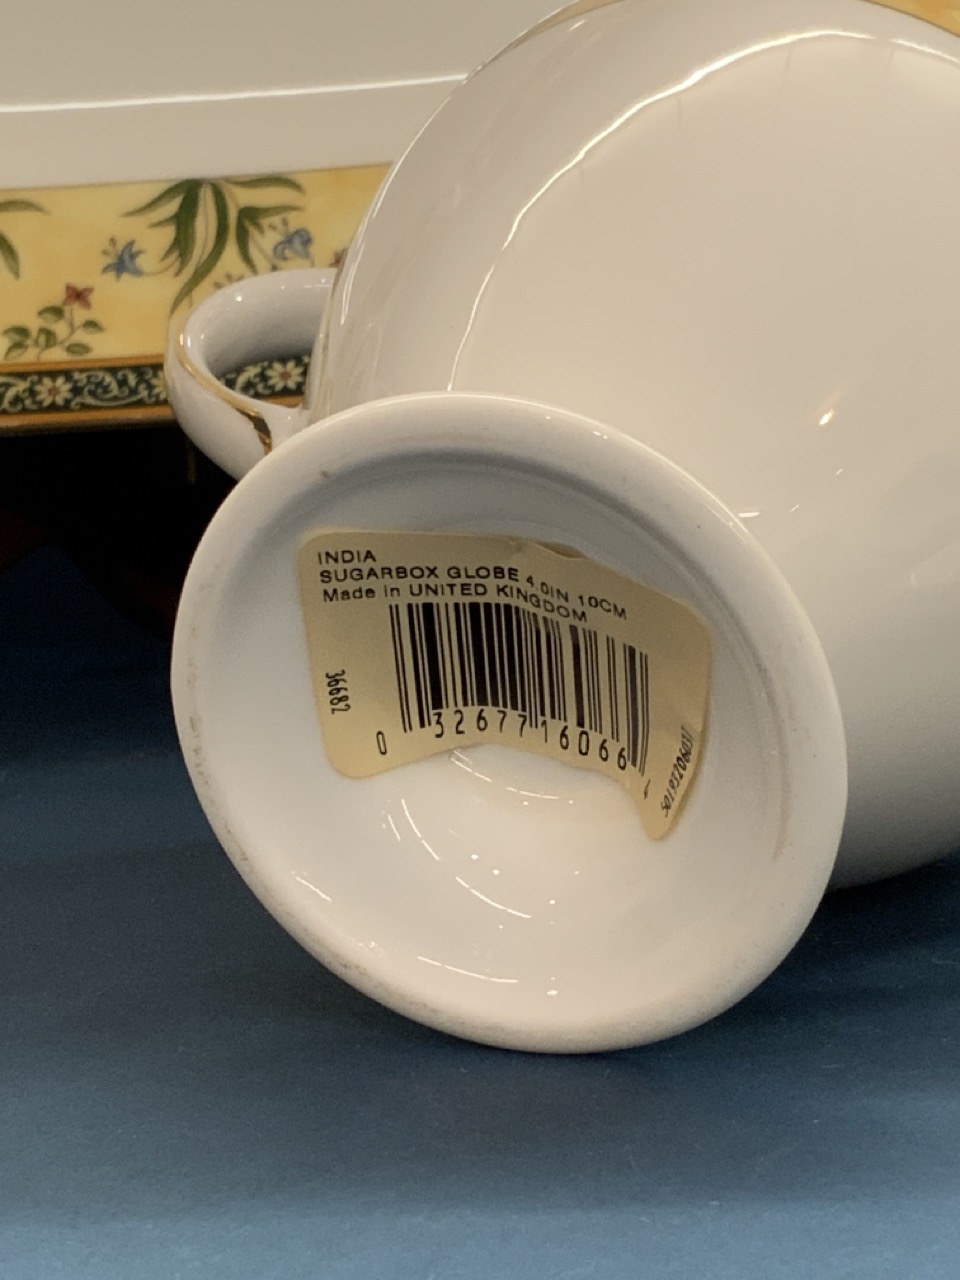 INDIA
SUGARBOX GLOBE 4.0IN 10CM
Made in UNITED KINGDOM
36682
0 32677 16066